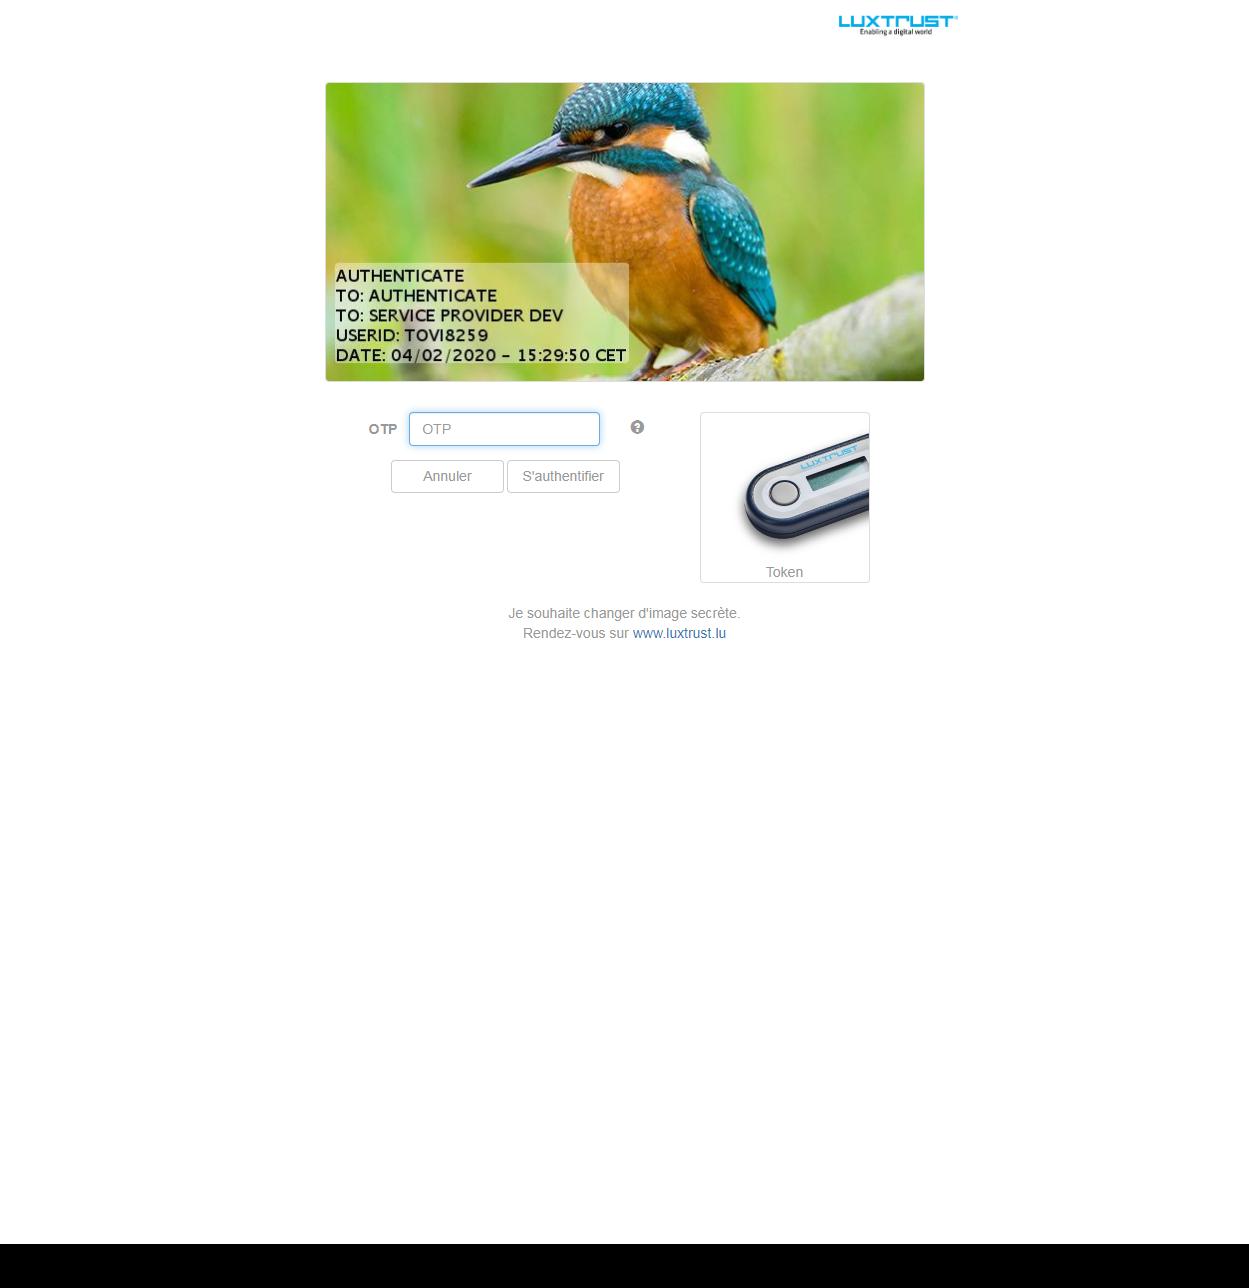 LUXTRUST
Enabling a digital world
AUTHENTICATE
TO: AUTHENTICATE
TO: SERVICE PROVIDER DEV
USERID: TOVI8259
DATE: 04/02/2020 - 15:29:50 CET
OTP OTP
Annuler S'authentifier
LUXTRUST
Token
Je souhaite changer d'image secrète.
Rendez-vous sur www.luxtrust.lu